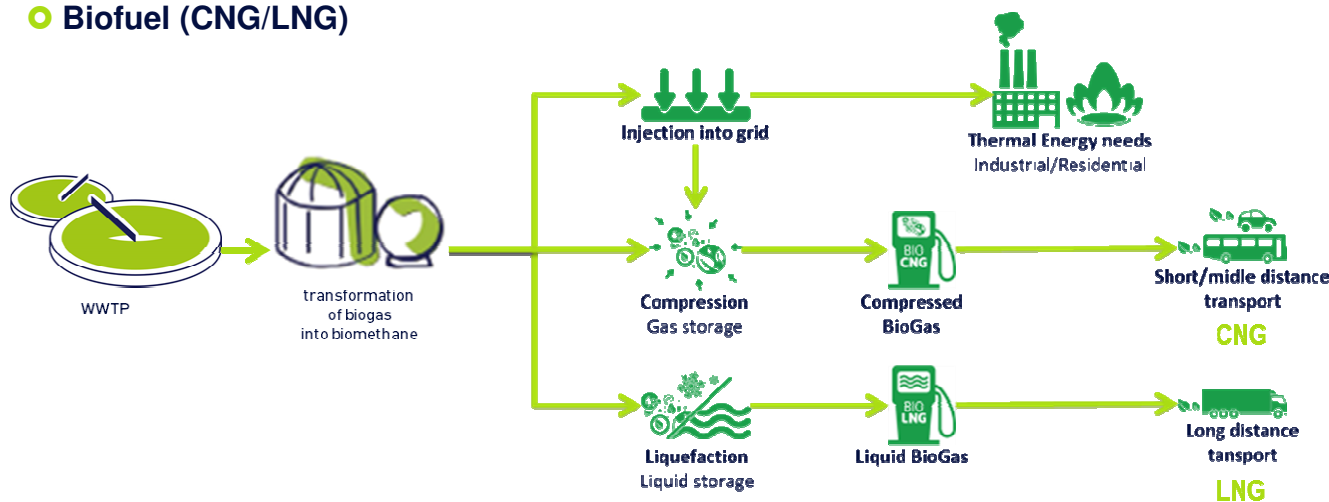 Biofuel (CNG/LNG)
Injection into grid
Thermal Energy needs
Industrial/Residential
WWTP
transformation
of biogas
into biomethane
Compression
Gas storage
BIO
CNG
Compressed
BioGas
Short/midle distance
transport
CNG
Liquefaction
Liquid storage
BIO
LNG
Liquid BioGas
Long distance
tansport
LNG